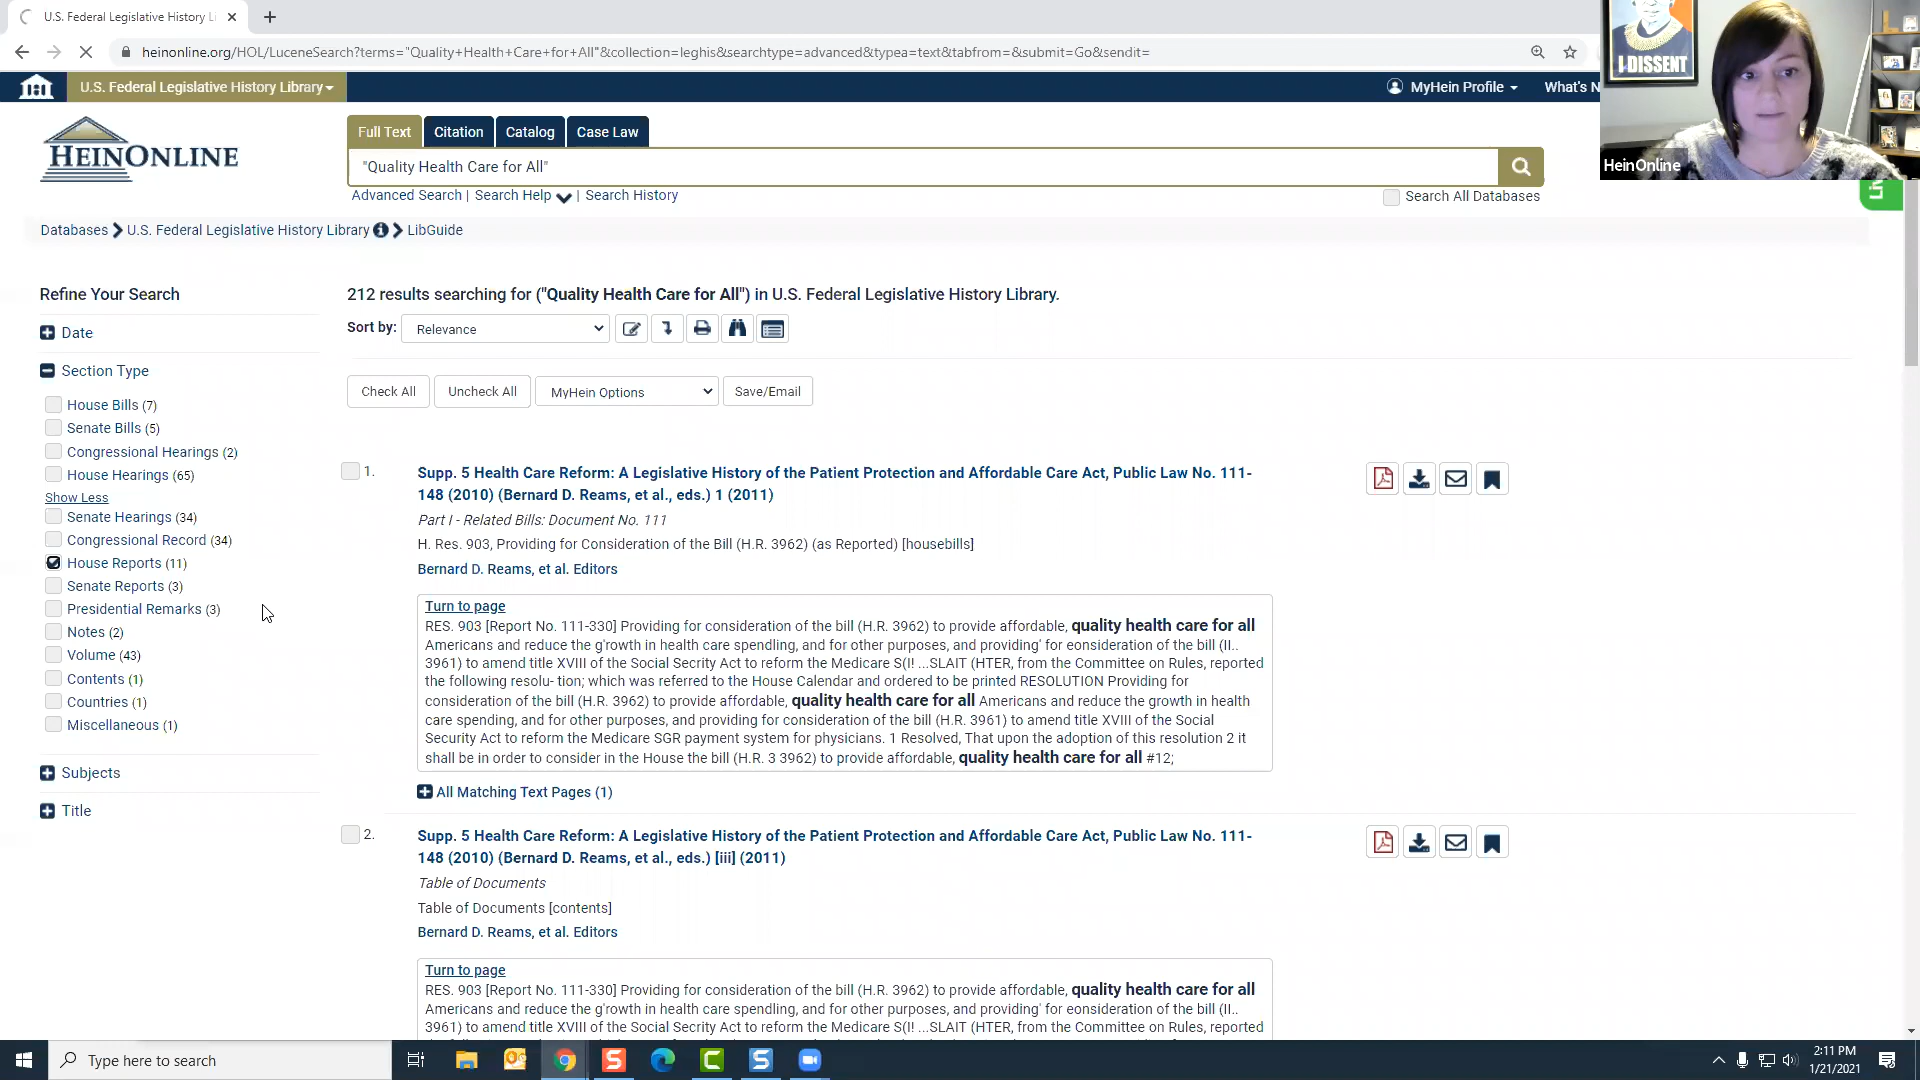 U.S. Federal Legislative History Li
heinonline.org/HOL/LuceneSearch?terms="Quality+Health+Care+for+All"&collection=leghis&searchtype=advanced&typea=text&tabfrom=&submit=Go&sendit=
U.S. Federal Legislative History Library
MyHein Profile
What's N
I DISSENT
HeinOnline
HEINONLINE
Full Text
Citation
Catalog
Case Law
"Quality Health Care for All"
Advanced Search | Search Help | Search History
Search All Databases
Databases > U.S. Federal Legislative History Library > LibGuide
Refine Your Search
Date
Section Type
House Bills (7)
Senate Bills (5)
Congressional Hearings (2)
House Hearings (65)
Show Less
Senate Hearings (34)
Congressional Record (34)
House Reports (11)
Senate Reports (3)
Presidential Remarks (3)
Notes (2)
Volume (43)
Contents (1)
Countries (1)
Miscellaneous (1)
Subjects
Title
212 results searching for ("Quality Health Care for All") in U.S. Federal Legislative History Library.
Sort by: Relevance
Check All
Uncheck All
MyHein Options
Save/Email
1.
Supp. 5 Health Care Reform: A Legislative History of the Patient Protection and Affordable Care Act, Public Law No. 111-
148 (2010) (Bernard D. Reams, et al., eds.) 1 (2011)
Part I - Related Bills: Document No. 111
H. Res. 903, Providing for Consideration of the Bill (H.R. 3962) (as Reported) [housebills]
Bernard D. Reams, et al. Editors
Turn to page
RES. 903 [Report No. 111-330] Providing for consideration of the bill (H.R. 3962) to provide affordable, quality health care for all
Americans and reduce the g'rowth in health care spending, and for other purposes, and providing' for eonsideration of the bill (II..
3961) to amend title XVIII of the Social Secrity Act to reform the Medicare S(I! ...SLAIT (HTER, from the Committee on Rules, reported
the following resolu- tion; which was referred to the House Calendar and ordered to be printed RESOLUTION Providing for
consideration of the bill (H.R. 3962) to provide affordable, quality health care for all Americans and reduce the growth in health
care spending, and for other purposes, and providing for consideration of the bill (H.R. 3961) to amend title XVIII of the Social
Security Act to reform the Medicare SGR payment system for physicians. 1 Resolved, That upon the adoption of this resolution 2 it
shall be in order to consider in the House the bill (H.R. 3 3962) to provide affordable, quality health care for all #12;
All Matching Text Pages (1)
2.
Supp. 5 Health Care Reform: A Legislative History of the Patient Protection and Affordable Care Act, Public Law No. 111-
148 (2010) (Bernard D. Reams, et al., eds.) [iii] (2011)
Table of Documents
Table of Documents [contents]
Bernard D. Reams, et al. Editors
Turn to page
RES. 903 [Report No. 111-330] Providing for consideration of the bill (H.R. 3962) to provide affordable, quality health care for all
Americans and reduce the g'rowth in health care spending, and for other purposes, and providing' for eonsideration of the bill (II..
3961) to amend title XVIII of the Social Secrity Act to reform the Medicare S(I! ...SLAIT (HTER, from the Committee on Rules, reported
Type here to search
2:11 PM
1/21/2021